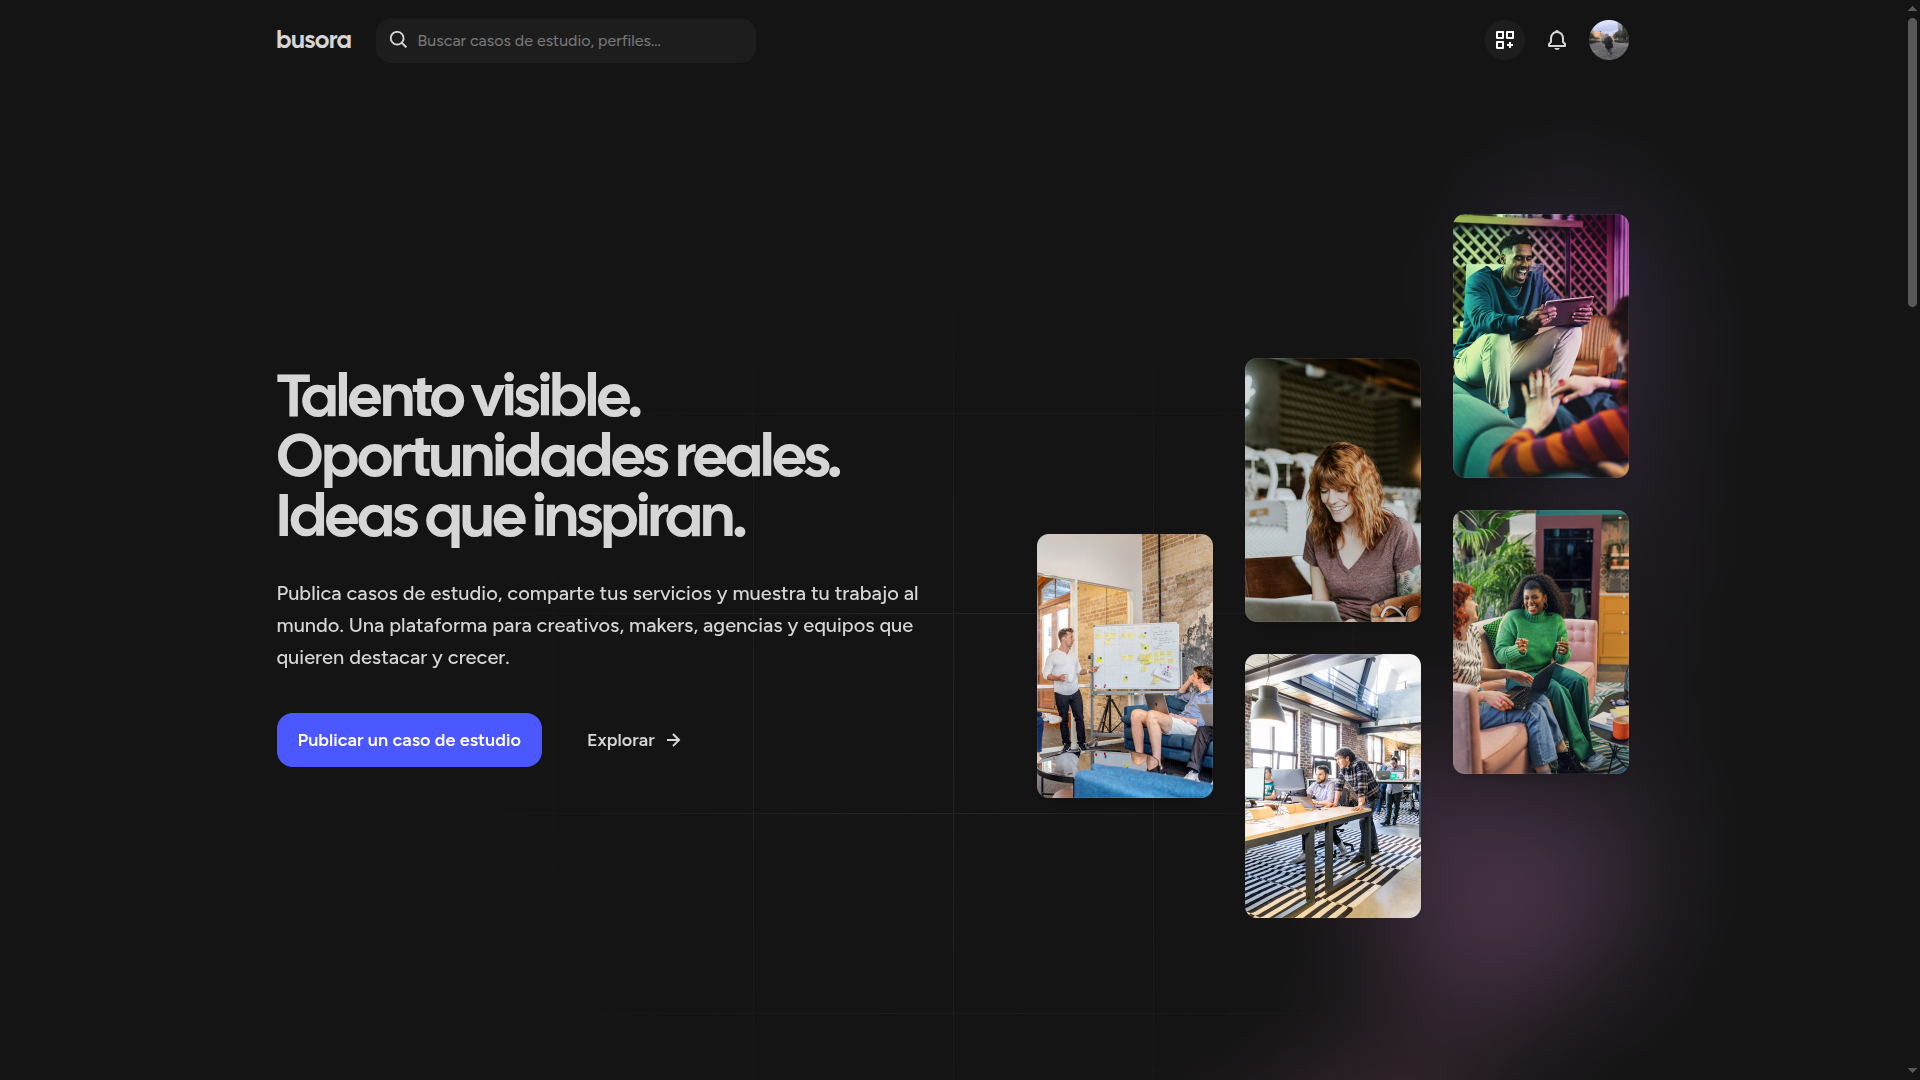 busora
Buscar casos de estudio, perfiles...
Talento visible.
Oportunidades reales.
Ideas que inspiran.
Publica casos de estudio, comparte tus servicios y muestra tu trabajo al
mundo. Una plataforma para creativos, makers, agencias y equipos que
quieren destacar y crecer.
Publicar un caso de estudio
Explorar